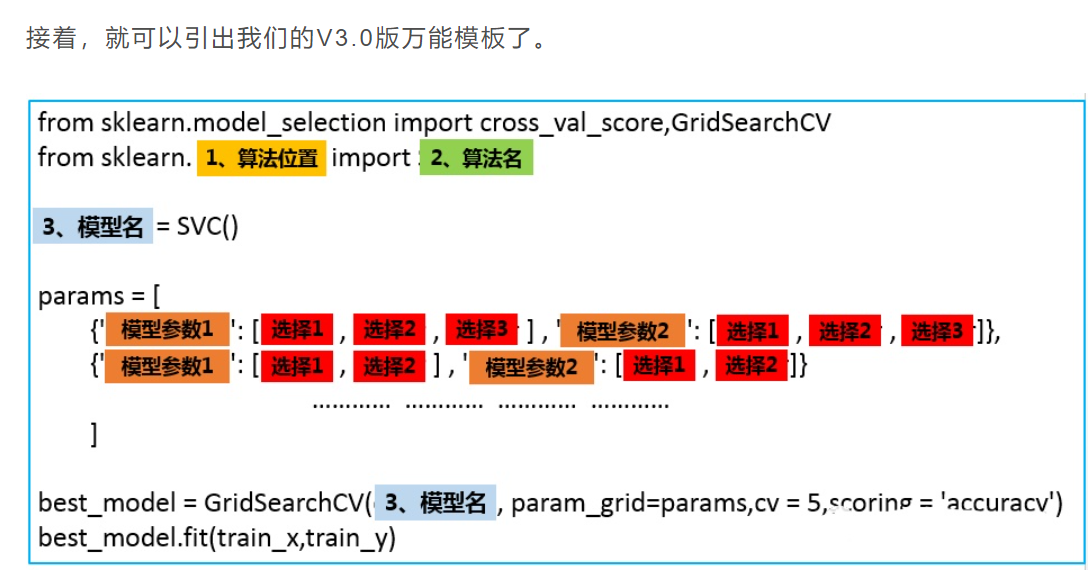 接着，就可以引出我们的V3.0版万能模板了。
from sklearn.model_selection import cross_val_score,GridSearchCV
from sklearn. 1、算法位置 import 2、算法名
3、模型名 = SVC()
params = [
{'模型参数1': [选择1, 选择2, 选择3], '模型参数2': [选择1, 选择2, 选择3]},
{'模型参数1': [选择1, 选择2], '模型参数2': [选择1, 选择2]}
………… ………… ………… …………
]
best_model = GridSearchCV( 3、模型名, param_grid=params,cv = 5,scoring = 'accuracy')
best_model.fit(train_x,train_y)